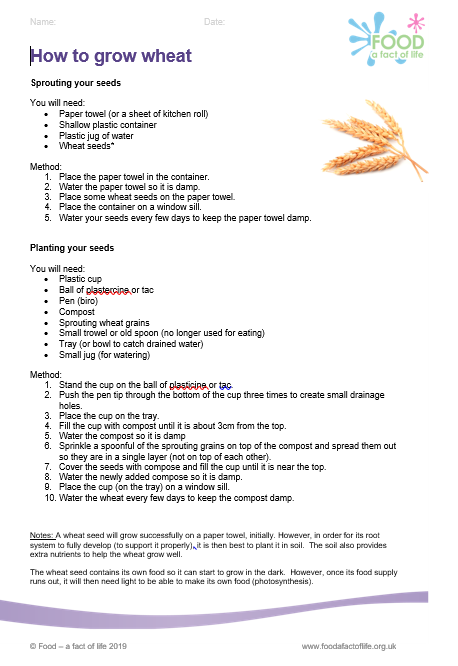 Name:
Date:
FOOD
a fact of life
How to grow wheat
Sprouting your seeds
You will need:
• Paper towel (or a sheet of kitchen roll)
• Shallow plastic container
• Plastic jug of water
• Wheat seeds*
Method:
1. Place the paper towel in the container.
2. Water the paper towel so it is damp.
3. Place some wheat seeds on the paper towel.
4. Place the container on a window sill.
5. Water your seeds every few days to keep the paper towel damp.
Planting your seeds
You will need:
• Plastic cup
• Ball of plastercine or tac
• Pen (biro)
• Compost
• Sprouting wheat grains
• Small trowel or old spoon (no longer used for eating)
• Tray (or bowl to catch drained water)
• Small jug (for watering)
Method:
1. Stand the cup on the ball of plasticine or tac.
2. Push the pen tip through the bottom of the cup three times to create small drainage
holes.
3. Place the cup on the tray.
4. Fill the cup with compost until it is about 3cm from the top.
5. Water the compost so it is damp
6. Sprinkle a spoonful of the sprouting grains on top of the compost and spread them out
so they are in a single layer (not on top of each other).
7. Cover the seeds with compose and fill the cup until it is near the top.
8. Water the newly added compose so it is damp.
9. Place the cup (on the tray) on a window sill.
10. Water the wheat every few days to keep the compost damp.
Notes: A wheat seed will grow successfully on a paper towel, initially. However, in order for its root
system to fully develop (to support it properly), it is then best to plant it in soil. The soil also provides
extra nutrients to help the wheat grow well.
The wheat seed contains its own food so it can start to grow in the dark. However, once its food supply
runs out, it will then need light to be able to make its own food (photosynthesis).
© Food – a fact of life 2019
www.foodafactoflife.org.uk